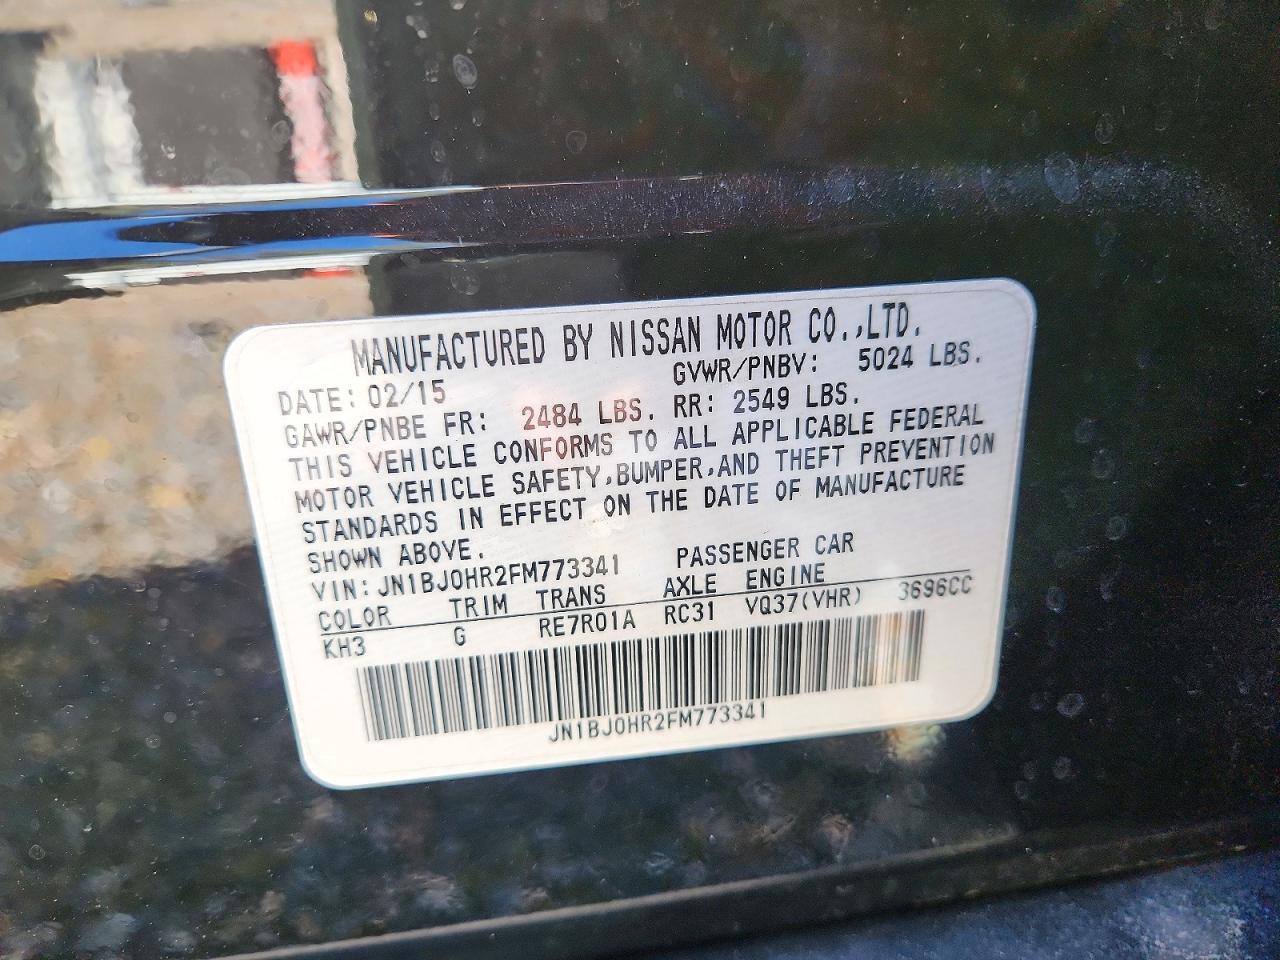 MANUFACTURED BY NISSAN MOTOR CO.,LTD.
DATE: 02/15 GVWR/PNBV: 5024 LBS.
GAWR/PNBE FR: 2484 LBS. RR: 2549 LBS.
THIS VEHICLE CONFORMS TO ALL APPLICABLE FEDERAL
MOTOR VEHICLE SAFETY,BUMPER,AND THEFT PREVENTION
STANDARDS IN EFFECT ON THE DATE OF MANUFACTURE
SHOWN ABOVE.
VIN: JN1BJ0HR2FM773341 PASSENGER CAR
COLOR TRIM TRANS AXLE ENGINE
KH3 G RE7R01A RC31 VQ37(VHR) 3696CC
JN1BJ0HR2FM773341